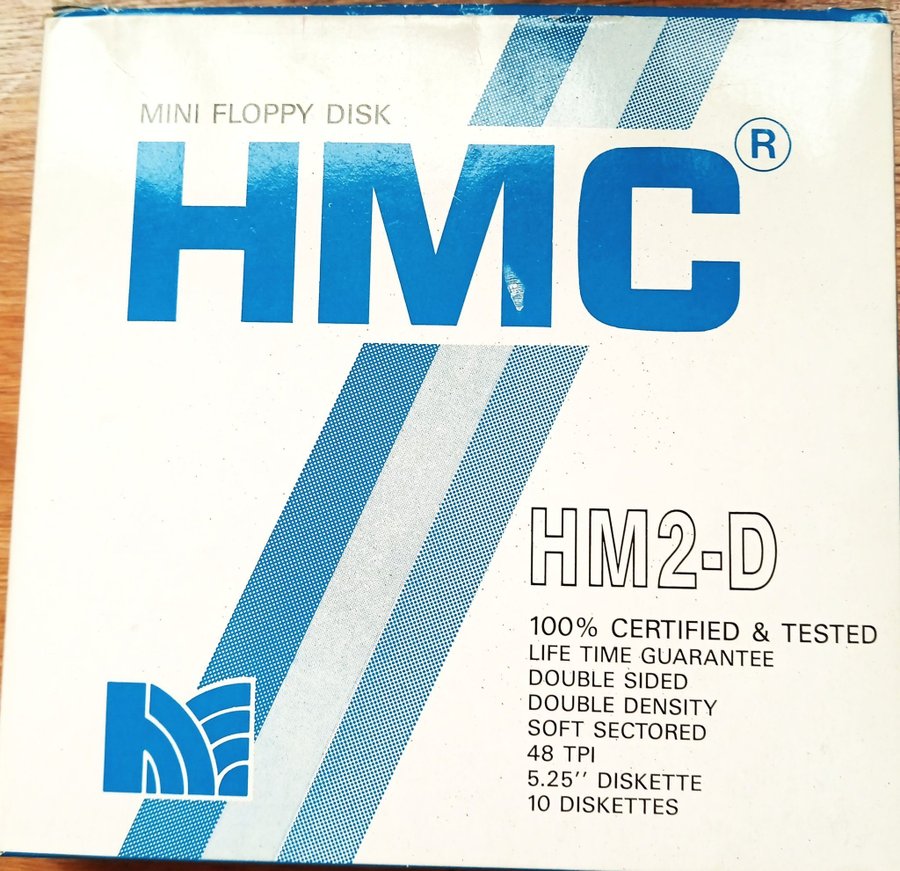 MINI FLOPPY DISK
HMC®
HM2-D
100% CERTIFIED & TESTED
LIFE TIME GUARANTEE
DOUBLE SIDED
DOUBLE DENSITY
SOFT SECTORED
48 TPI
5.25'' DISKETTE
10 DISKETTES